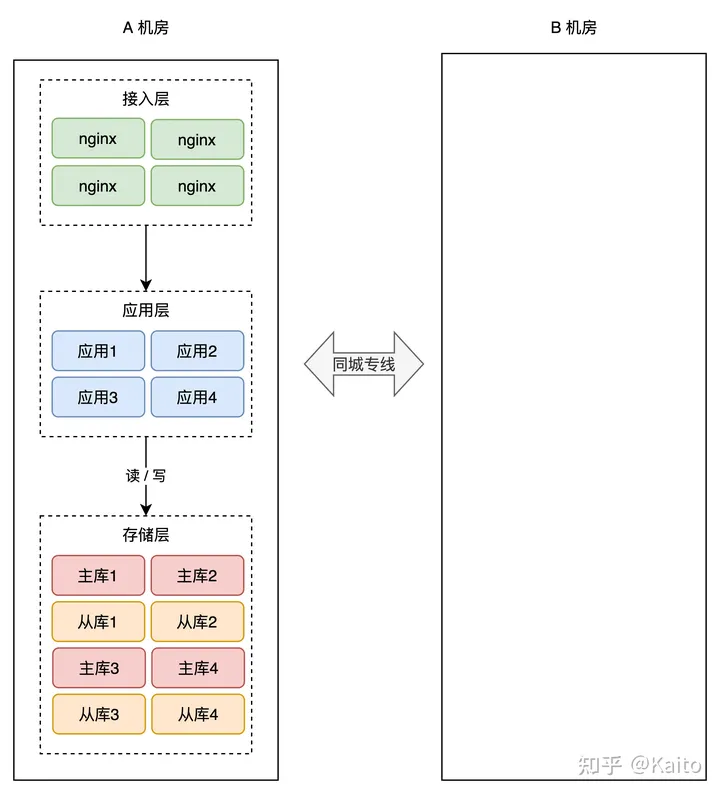 A 机房
B 机房
接入层
nginx
nginx
nginx
nginx
应用层
应用1
应用2
应用3
应用4
同城专线
读 / 写
存储层
主库1
主库2
从库1
从库2
主库3
主库4
从库3
从库4
知乎 @Kaito